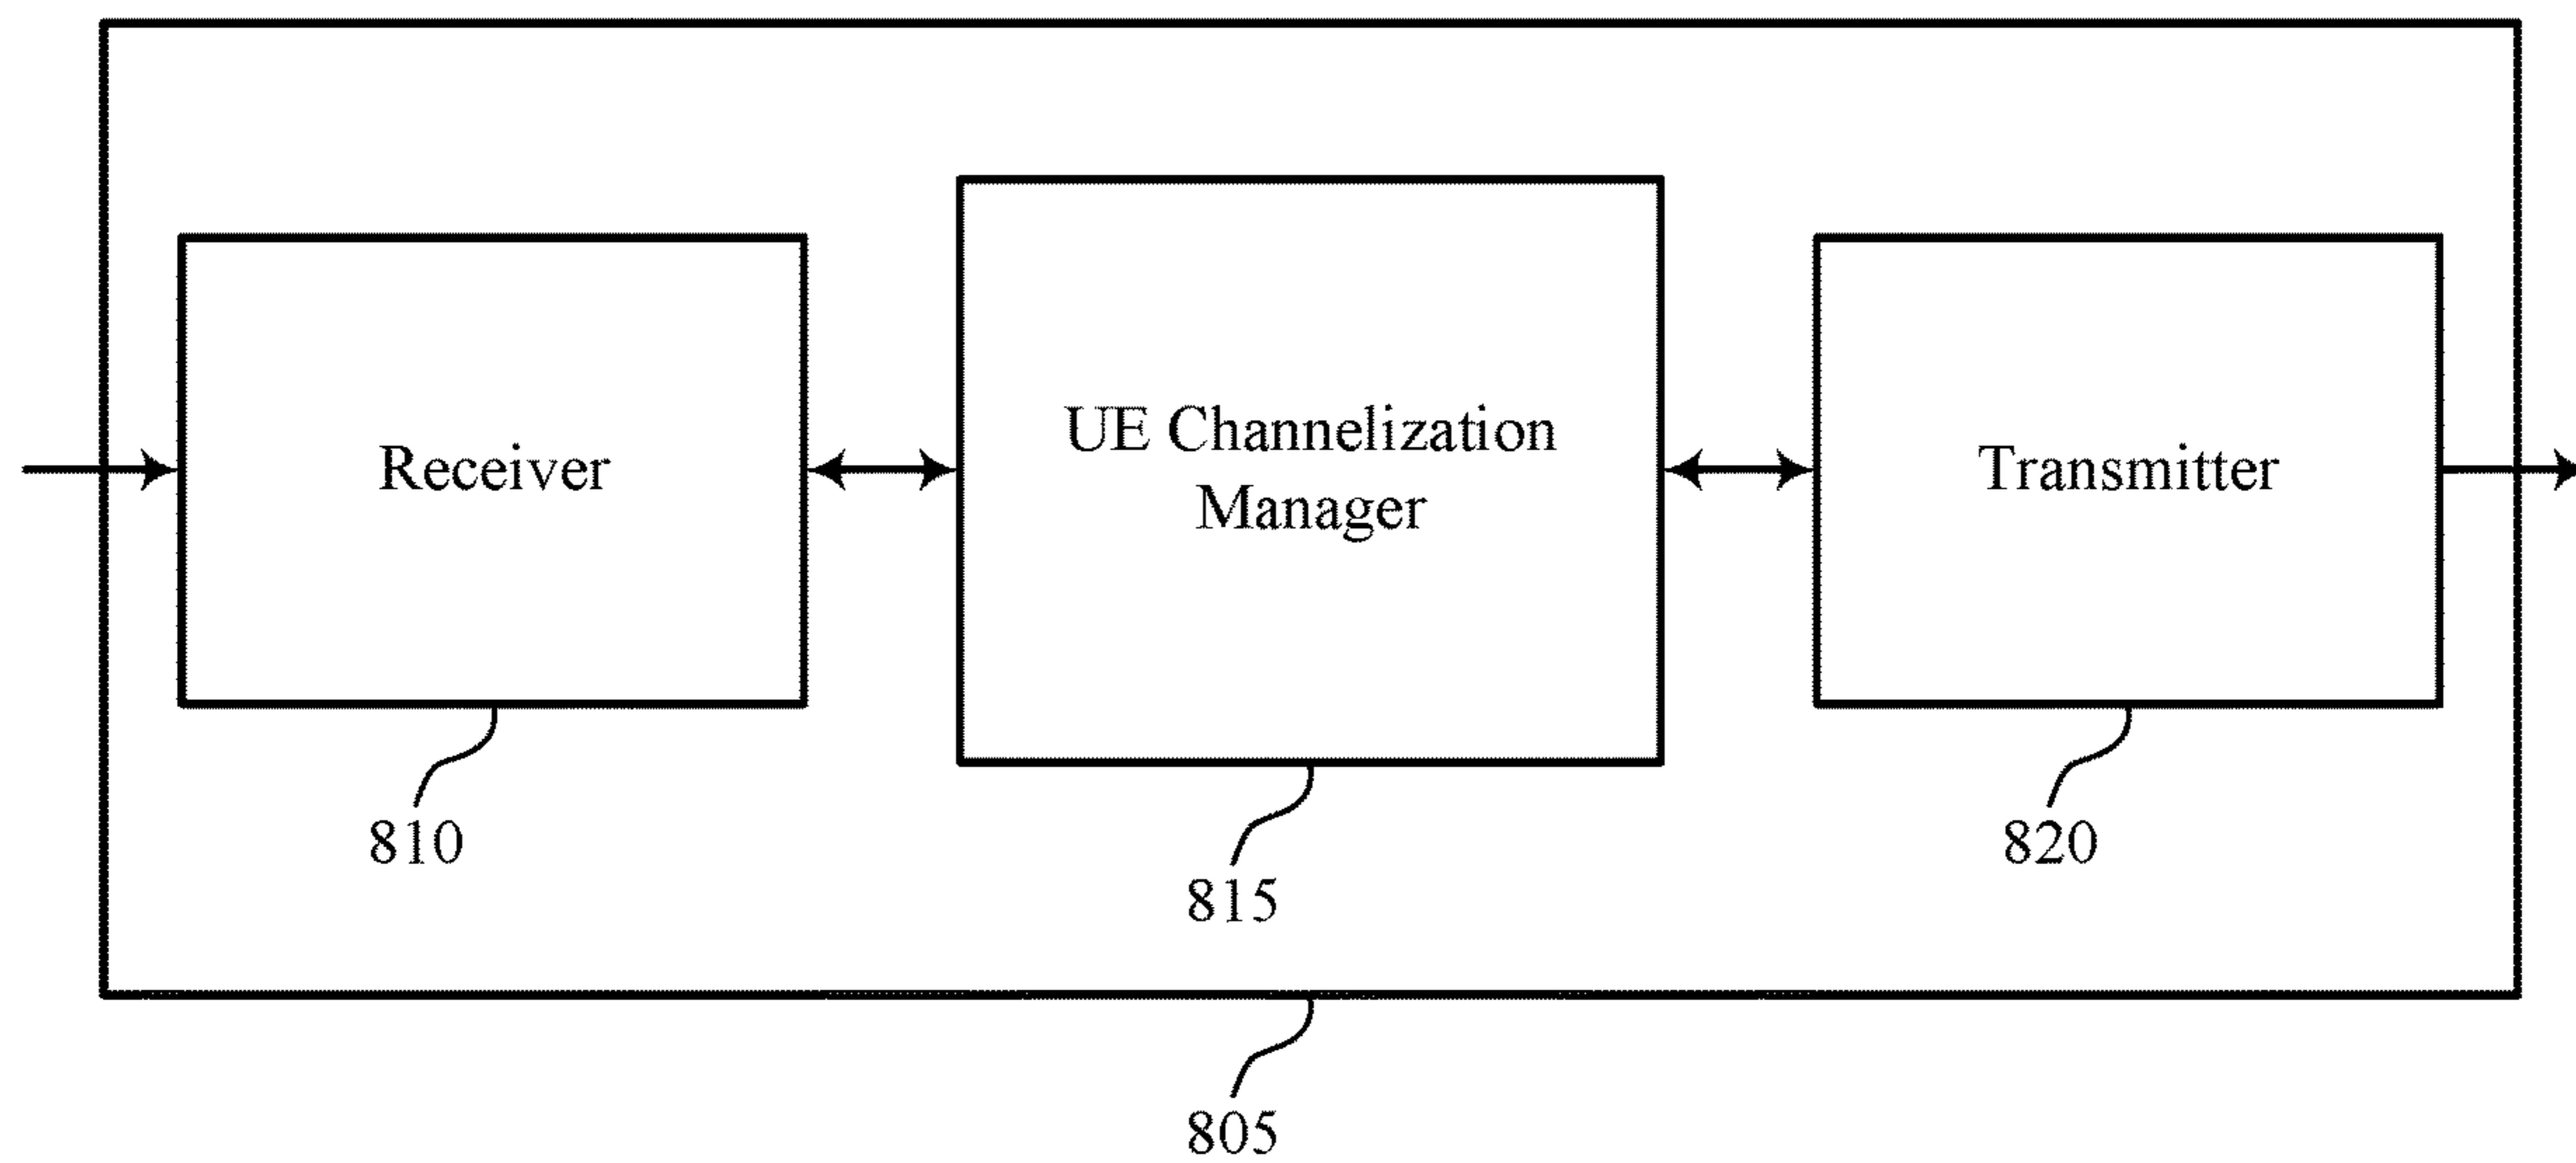 Receiver
UE Channelization
Manager
Transmitter
810
815
820
805